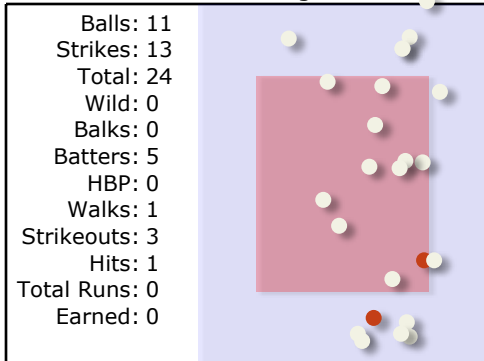 Balls: 11
Strikes: 13
Total: 24
Wild: 0
Balks: 0
Batters: 5
HBP: 0
Walks: 1
Strikeouts: 3
Hits: 1
Total Runs: 0
Earned: 0